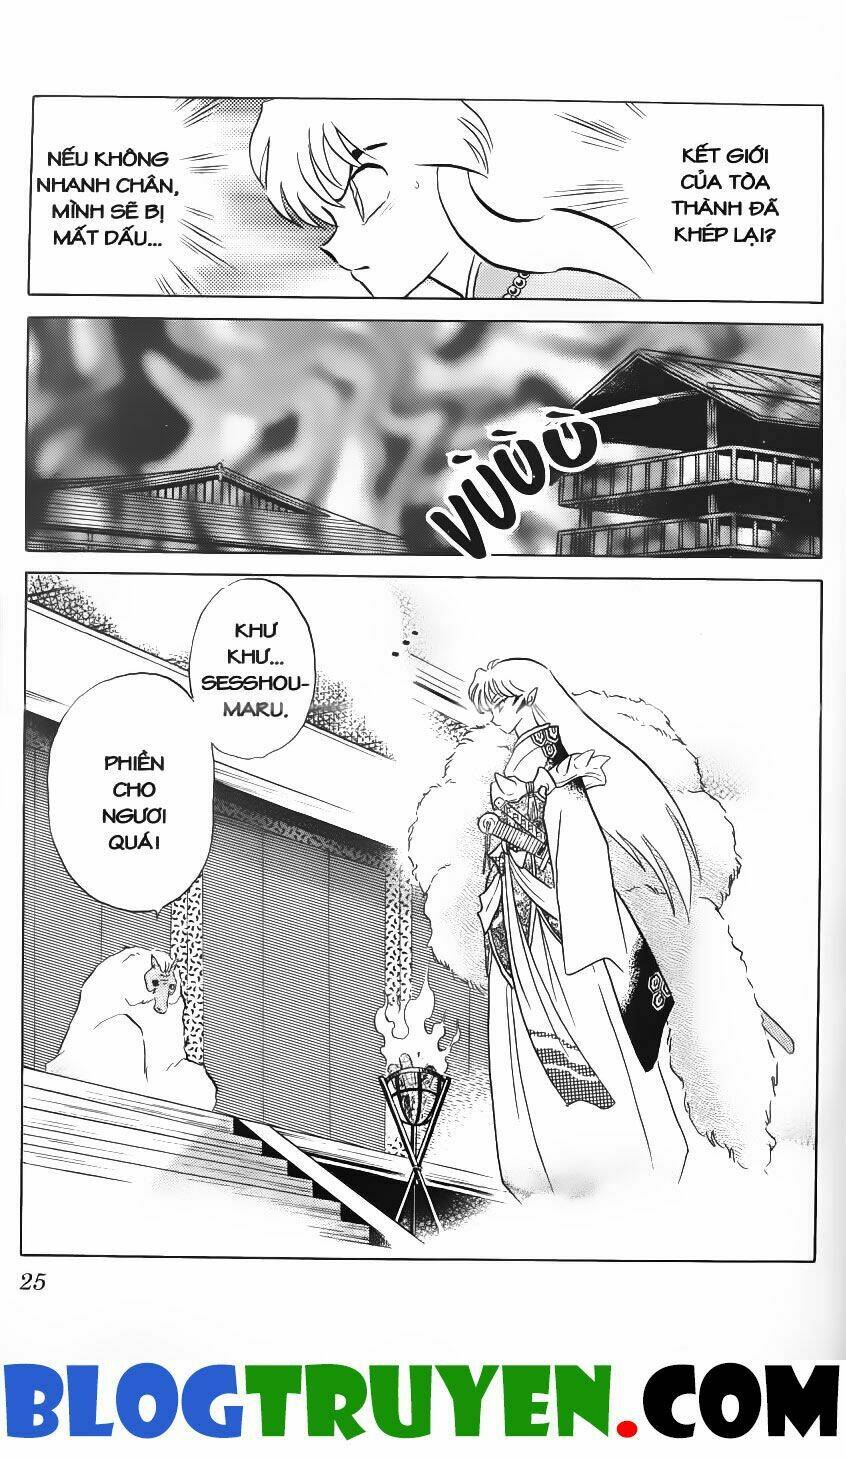 KẾT GIỚI
CỦA TÒA
THÀNH ĐÃ
KHÉP LẠI?
NẾU KHÔNG
NHANH CHÂN,
MÌNH SẼ BỊ
MẤT DẤU...
VÙÙÙÒ
KHƯ
KHƯ...
SESSHOU-
MARU.
PHIỀN
CHO
NGƯƠI
QUÁ!
25
BLOGTRUYEN.COM